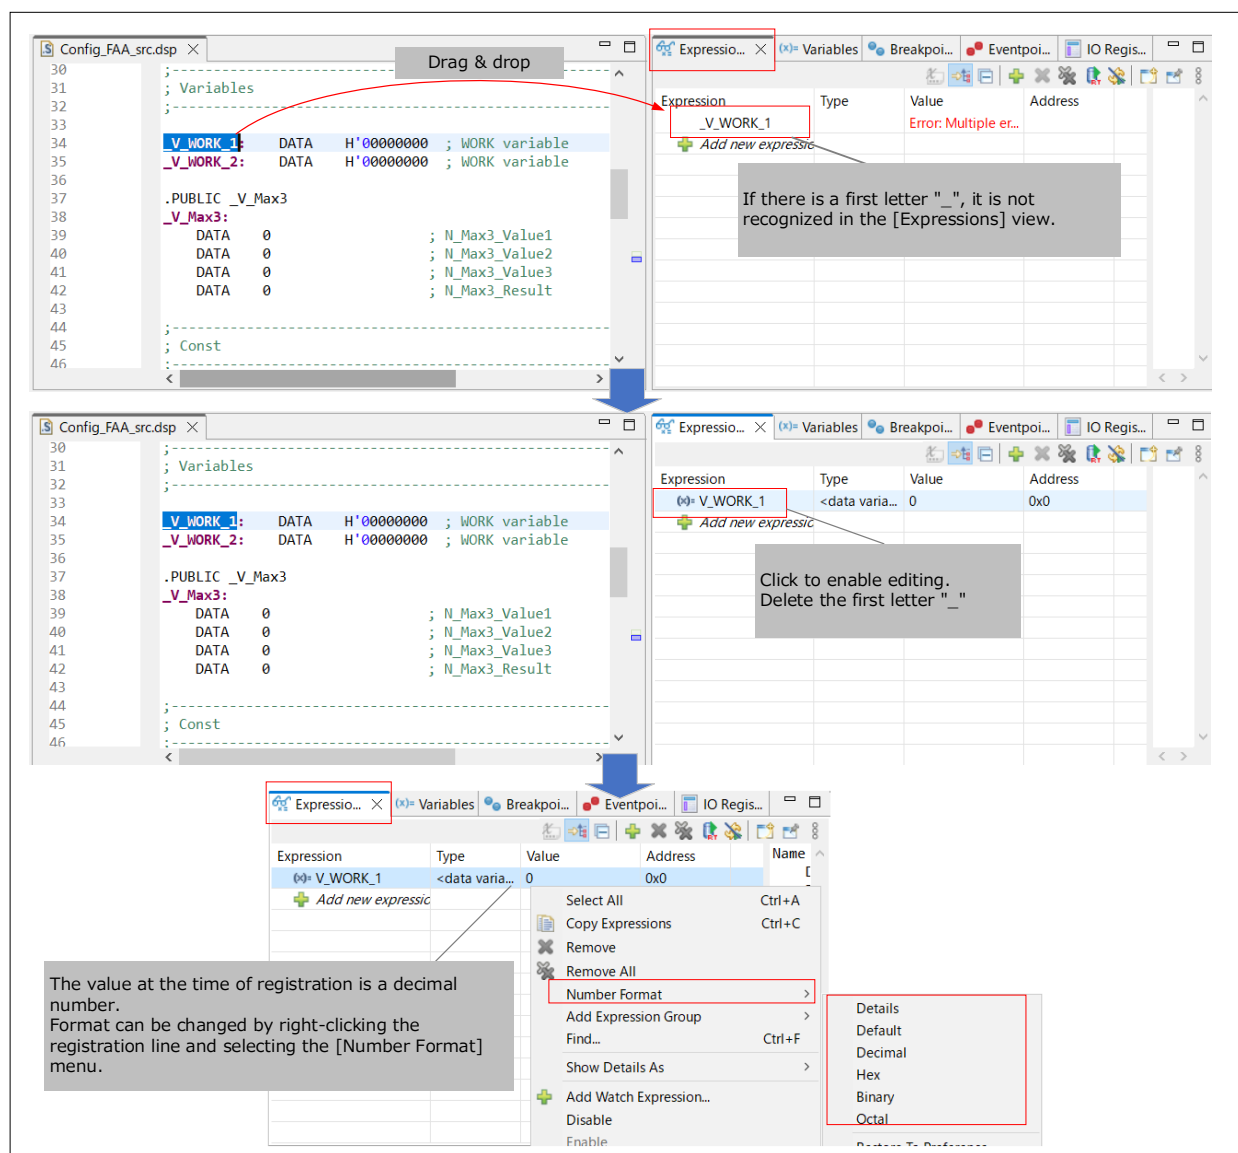 Config_FAA_src.dsp
30 ;--------------------------------------------------
31 ; Variables
32 ;--------------------------------------------------
33
34 _V_WORK_1: DATA H'00000000 ; WORK variable
35 _V_WORK_2: DATA H'00000000 ; WORK variable
36
37 .PUBLIC _V_Max3
38 _V_Max3:
39 DATA 0 ; N_Max3_Value1
40 DATA 0 ; N_Max3_Value2
41 DATA 0 ; N_Max3_Value3
42 DATA 0 ; N_Max3_Result
43
44 ;--------------------------------------------------
45 ; Const
46 ;--------------------------------------------------
Drag & drop
Expressio... (x)= Variables Breakpoi... Eventpoi... IO Regis...
Expression Type Value Address
_V_WORK_1 Error: Multiple er...
Add new expressic
If there is a first letter "_", it is not
recognized in the [Expressions] view.
Config_FAA_src.dsp
30 ;--------------------------------------------------
31 ; Variables
32 ;--------------------------------------------------
33
34 _V_WORK_1: DATA H'00000000 ; WORK variable
35 _V_WORK_2: DATA H'00000000 ; WORK variable
36
37 .PUBLIC _V_Max3
38 _V_Max3:
39 DATA 0 ; N_Max3_Value1
40 DATA 0 ; N_Max3_Value2
41 DATA 0 ; N_Max3_Value3
42 DATA 0 ; N_Max3_Result
43
44 ;--------------------------------------------------
45 ; Const
46 ;--------------------------------------------------
Expressio... (x)= Variables Breakpoi... Eventpoi... IO Regis...
Expression Type Value Address
(x)= V_WORK_1 <data varia... 0 0x0
Add new expressic
Click to enable editing.
Delete the first letter "_"
Expressio... (x)= Variables Breakpoi... Eventpoi... IO Regis...
Expression Type Value Address Name
(x)= V_WORK_1 <data varia... 0 0x0
Add new expressic
The value at the time of registration is a decimal
number.
Format can be changed by right-clicking the
registration line and selecting the [Number Format]
menu.
Select All Ctrl+A
Copy Expressions Ctrl+C
Remove
Remove All
Number Format >
Add Expression Group >
Find... Ctrl+F
Show Details As >
Add Watch Expression...
Disable
Enable
Details
Default
Decimal
Hex
Binary
Octal
Restore To Preference